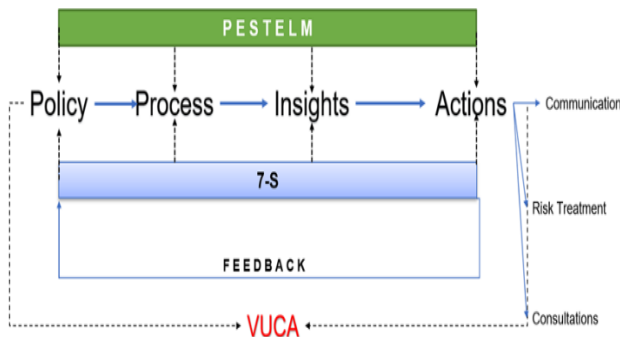 PESTELM
Policy Process Insights Actions Communication
7-S
Risk Treatment
FEEDBACK
VUCA Consultations